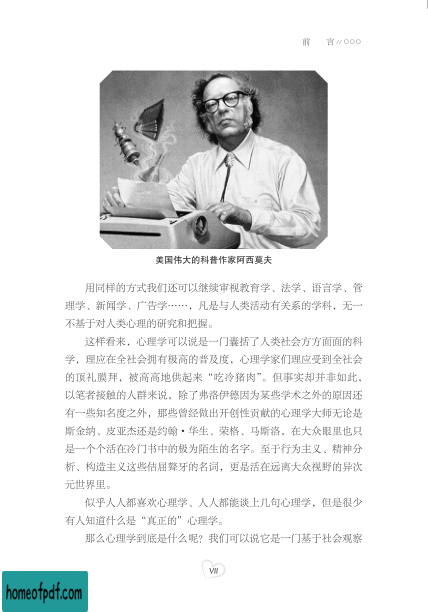 前 言//○○○
美国伟大的科普作家阿西莫夫
用同样的方式我们还可以继续审视教育学、法学、语言学、管
理学、新闻学、广告学……，凡是与人类活动有关系的学科，无一
不基于对人类心理的研究和把握。
这样看来，心理学可以说是一门囊括了人类社会方方面面的科
学，理应在全社会拥有极高的普及度，心理学家们理应受到全社会
的顶礼膜拜，被高高地供起来“吃冷猪肉”。但事实却并非如此，
以笔者接触的人群来说，除了弗洛伊德因为某些学术之外的原因还
有一些知名度之外，那些曾经做出开创性贡献的心理学大师无论是
斯金纳、皮亚杰还是约翰·华生、荣格、马斯洛，在大众眼里也只
是一个个活在冷门书中的极为陌生的名字。至于行为主义、精神分
析、构造主义这些佶屈聱牙的名词，更是活在远离大众视野的异次
元世界里。
似乎人人都喜欢心理学、人人都能谈上几句心理学，但是很少
有人知道什么是“真正的”心理学。
那么心理学到底是什么呢？我们可以说它是一门基于社会观察
VII
homeofpdf.com